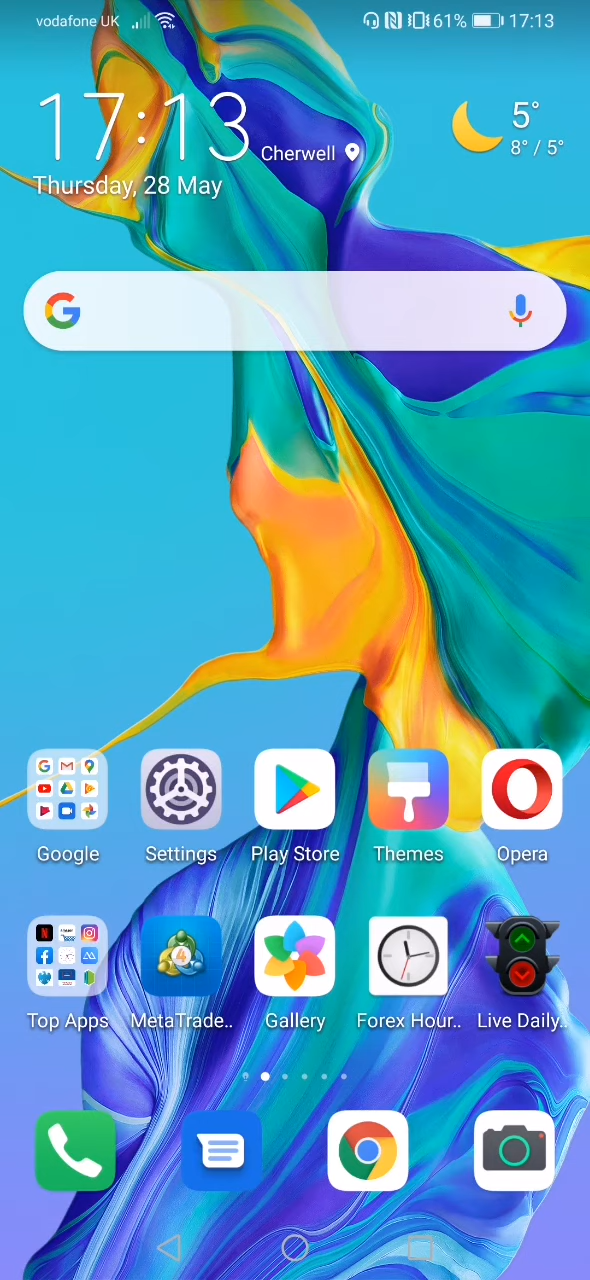 vodafone UK 61% 17:13
17:13
Cherwell
Thursday, 28 May
5°
8° / 5°
Google Settings Play Store Themes Opera
Top Apps MetaTrade.. Gallery Forex Hour.. Live Daily..